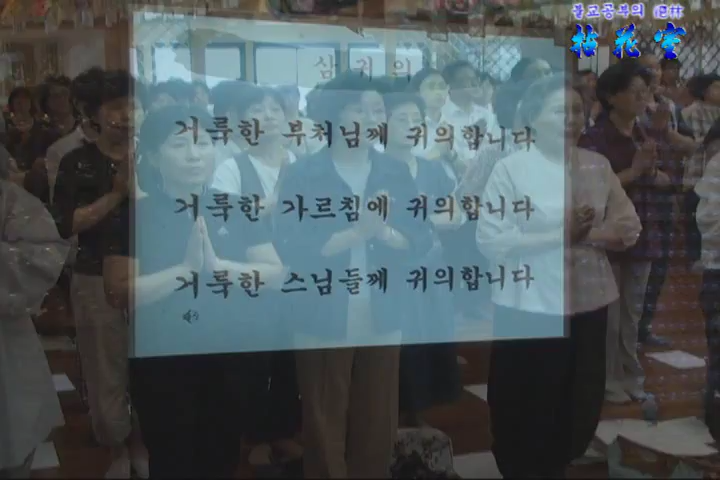 불교공부의 메카
拈花室
삼귀의
거룩한 부처님께 귀의합니다
거룩한 가르침에 귀의합니다
거룩한 스님들께 귀의합니다